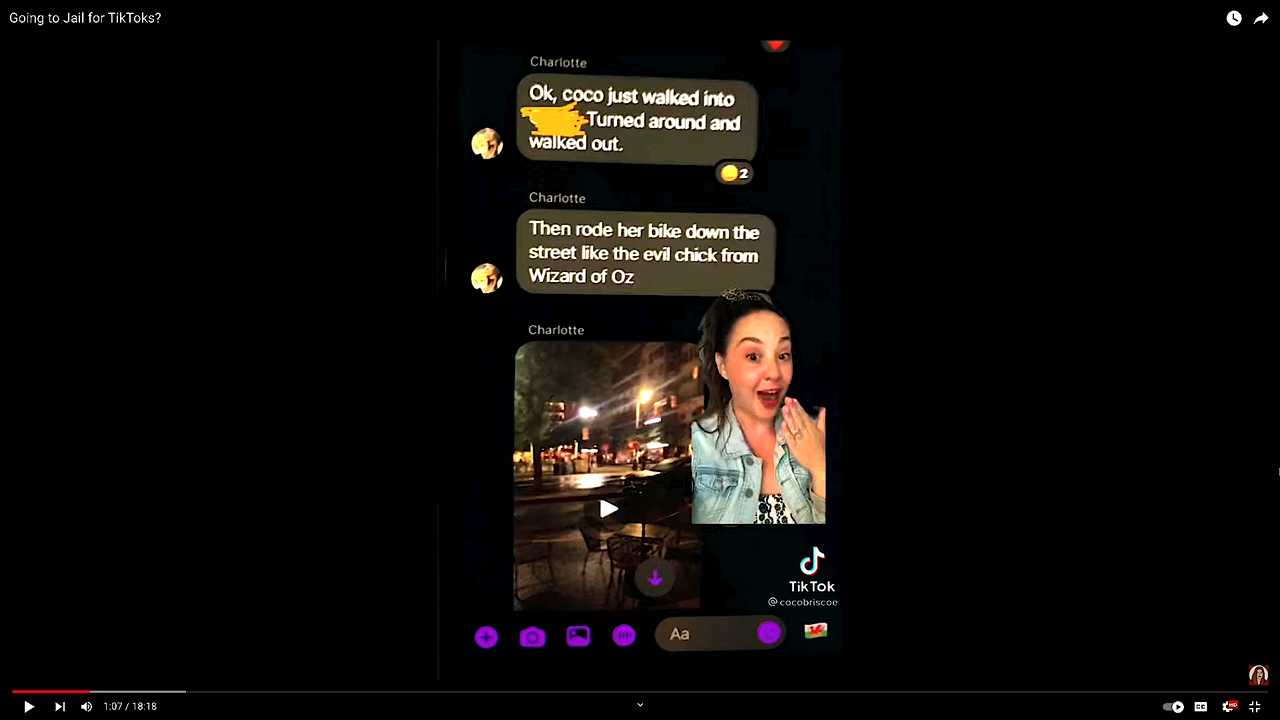 Going to Jail for TikToks?
Charlotte
Ok, coco just walked into
Turned around and
walked out.
2
Charlotte
Then rode her bike down the
street like the evil chick from
Wizard of Oz
Charlotte
TikTok
@cocobriscoe
Aa
1:07 / 18:18
CC
HD